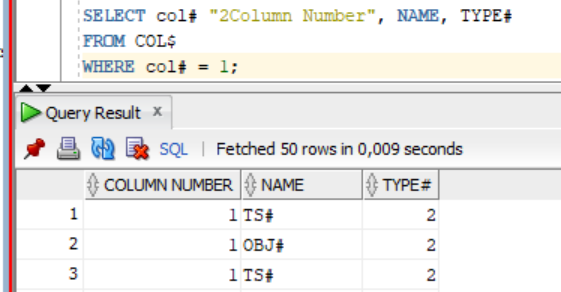 SELECT col# "2Column Number", NAME, TYPE#
FROM COL$
WHERE col# = 1;
Query Result x
SQL | Fetched 50 rows in 0,009 seconds
COLUMN NUMBER NAME TYPE#
1 1 TS# 2
2 1 OBJ# 2
3 1 TS# 2